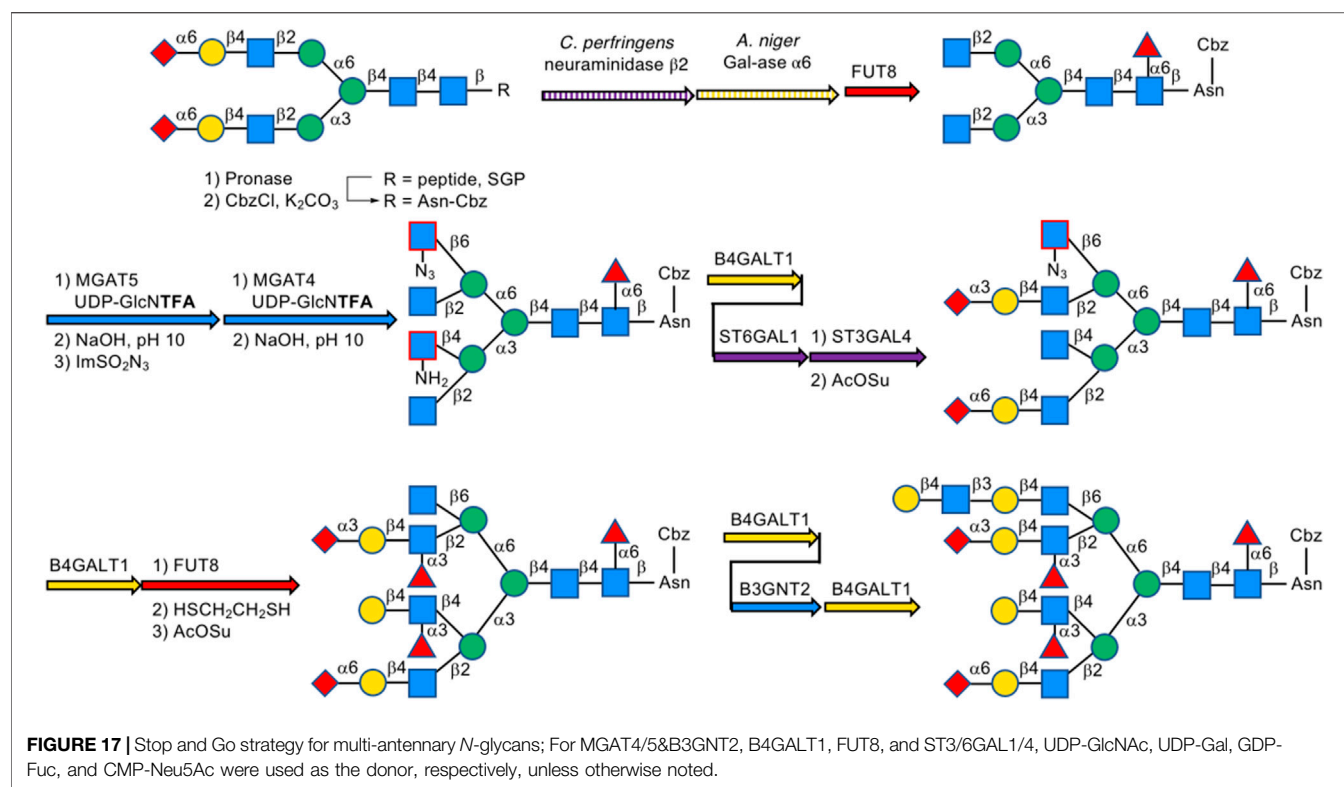 α6 β4 β2
α6
β4 β4 β
R
α3
α6 β4 β2
C. perfringens
neuraminidase β2
A. niger
Gal-ase α6
FUT8
β2
α6
β4 β4 α6 β
Cbz
Asn
α3
β2
1) Pronase
2) CbzCl, K2CO3
R = peptide, SGP
R = Asn-Cbz
1) MGAT5
UDP-GlcNTFA
2) NaOH, pH 10
3) ImSO2N3
1) MGAT4
UDP-GlcNTFA
2) NaOH, pH 10
β6
N3
β2
α6
β4 β4 α6 β
Cbz
Asn
β4
α3
NH2
β2
B4GALT1
ST6GAL1
1) ST3GAL4
2) AcOSu
β6
N3
α3 β4 β2
α6
β4 β4 α6 β
Cbz
Asn
β4
α3
α6 β4 β2
B4GALT1
1) FUT8
2) HSCH2CH2SH
3) AcOSu
β6
α3 β4 β2
α3
α6
β4 β4 α6 β
Cbz
Asn
β4
α3
α3
α6 β4 β2
B4GALT1
B3GNT2
B4GALT1
β4 β3 β4 β6
α3 β4 β2
α3
α6
β4 β4 α6 β
Cbz
Asn
β4 β4
α3
α3
α6 β4 β2
FIGURE 17 | Stop and Go strategy for multi-antennary N-glycans; For MGAT4/5&B3GNT2, B4GALT1, FUT8, and ST3/6GAL1/4, UDP-GlcNAc, UDP-Gal, GDP-
Fuc, and CMP-Neu5Ac were used as the donor, respectively, unless otherwise noted.